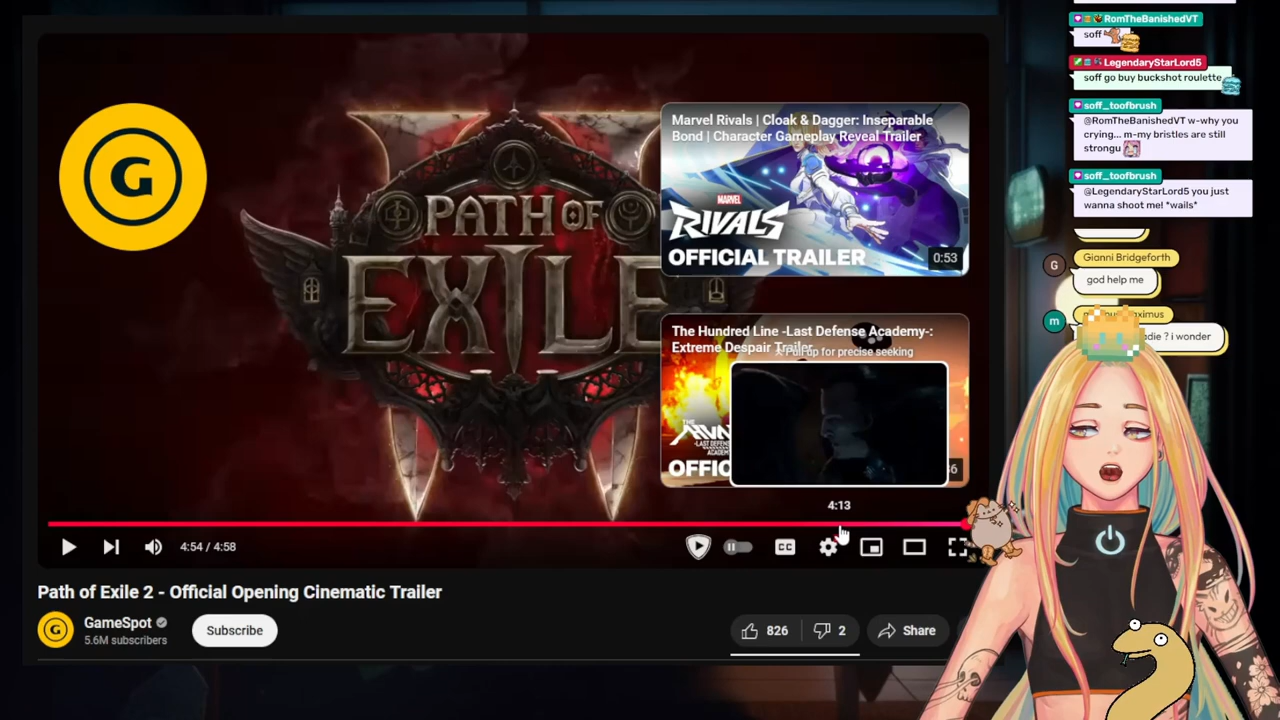 G
PATH OF
EXILE
Marvel Rivals | Cloak & Dagger: Inseparable
Bond | Character Gameplay Reveal Trailer
MARVEL
RIVALS
OFFICIAL TRAILER
0:53
The Hundred Line -Last Defense Academy-:
Extreme Despair Trailer
Pull up for precise seeking
THE
OFFIC
4:13
4:54 / 4:58
CC
Path of Exile 2 - Official Opening Cinematic Trailer
G
GameSpot
5.6M subscribers
Subscribe
826
2
Share
RomTheBanishedVT
soff
LegendaryStarLord5
soff go buy buckshot roulette
soff_toofbrush
@RomTheBanishedVT w-why you
crying... m-my bristles are still
strongu
soff_toofbrush
@LegendaryStarLord5 you just
wanna shoot me! *wails*
G
Gianni Bridgeforth
god help me
m
aximus
adie ? i wonder